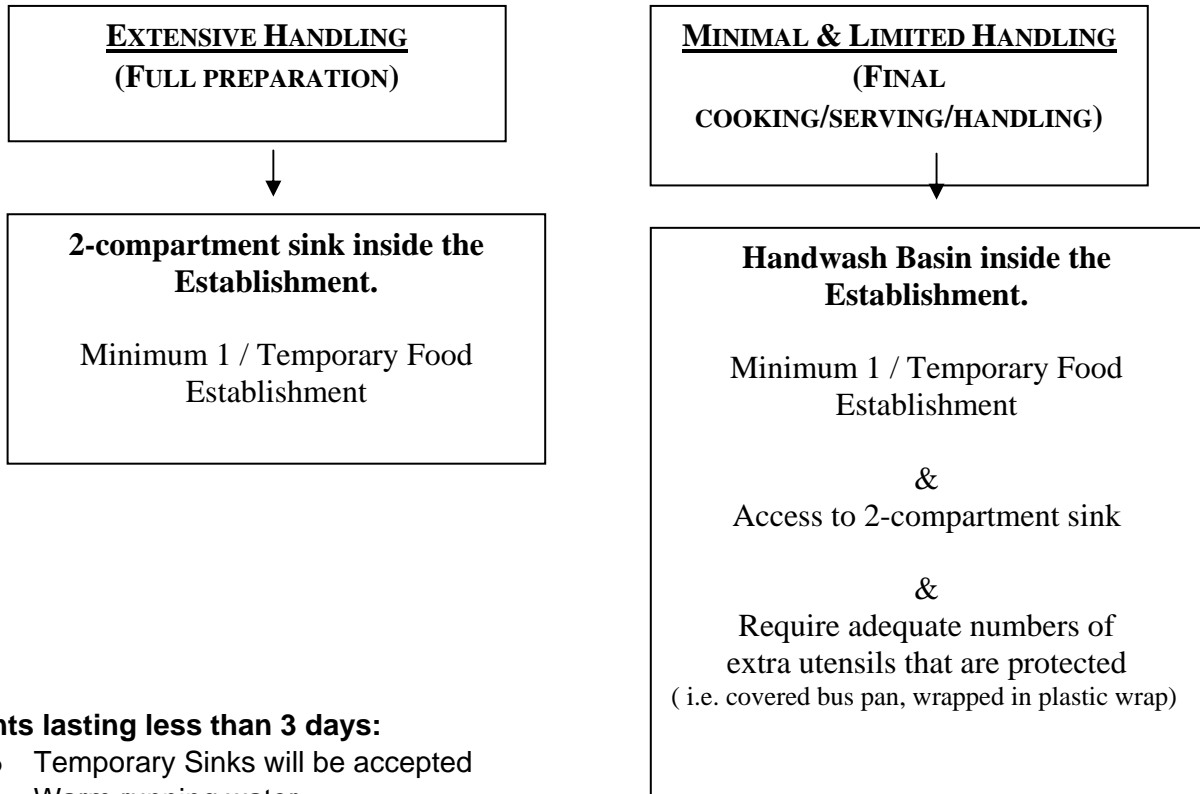 EXTENSIVE HANDLING
(FULL PREPARATION)
2-compartment sink inside the
Establishment.
Minimum 1 / Temporary Food
Establishment
MINIMAL & LIMITED HANDLING
(FINAL
COOKING/SERVING/HANDLING)
Handwash Basin inside the
Establishment.
Minimum 1 / Temporary Food
Establishment
&
Access to 2-compartment sink
&
Require adequate numbers of
extra utensils that are protected
( i.e. covered bus pan, wrapped in plastic wrap)
nts lasting less than 3 days:
Temporary Sinks will be accepted